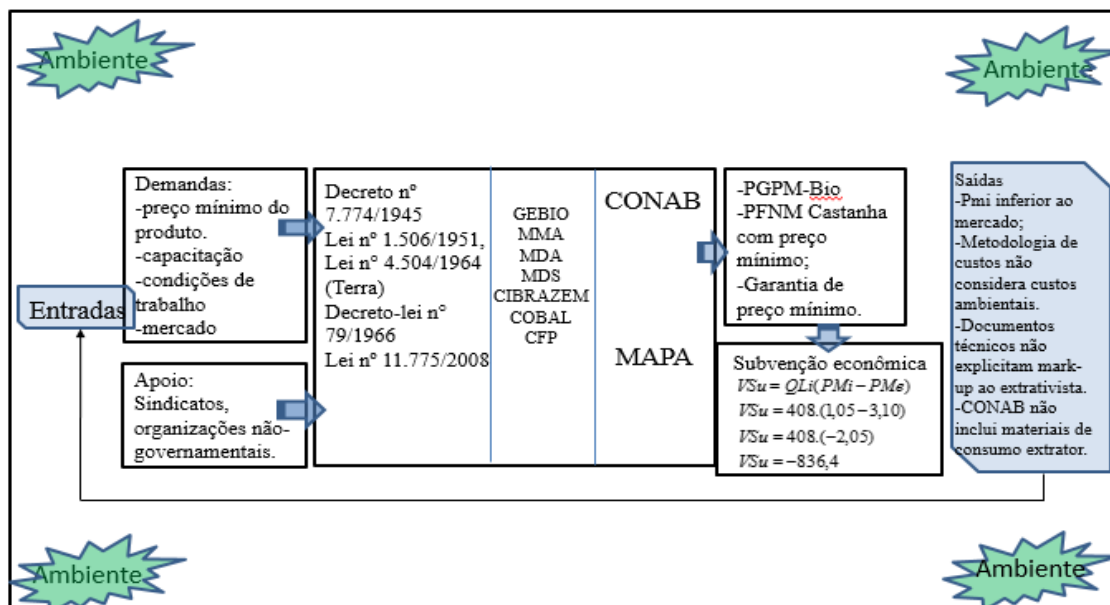 Ambiente
Ambiente
Entradas
Demandas:
-preço mínimo do
produto.
-capacitação
-condições de
trabalho
-mercado
Apoio:
Sindicatos,
organizações não-
governamentais.
Decreto nº
7.774/1945
Lei nº 1.506/1951,
Lei nº 4.504/1964
(Terra)
Decreto-lei nº
79/1966
Lei nº 11.775/2008
GEBIO
MMA
MDA
MDS
CIBRAZEM
COBAL
CFP
CONAB
MAPA
-PGPM-Bio
-PFNM Castanha
com preço
mínimo;
-Garantia de
preço mínimo.
Subvenção econômica
VSu = QLi(PMi − PMe)
VSu = 408.(1,05 − 3,10)
VSu = 408.(−2,05)
VSu = −836,4
Saídas
-Pmi inferior ao
mercado;
-Metodologia de
custos não
considera custos
ambientais.
-Documentos
técnicos não
explicitam mark-
up ao extrativista.
-CONAB não
inclui materiais de
consumo extrator.
Ambiente
Ambiente